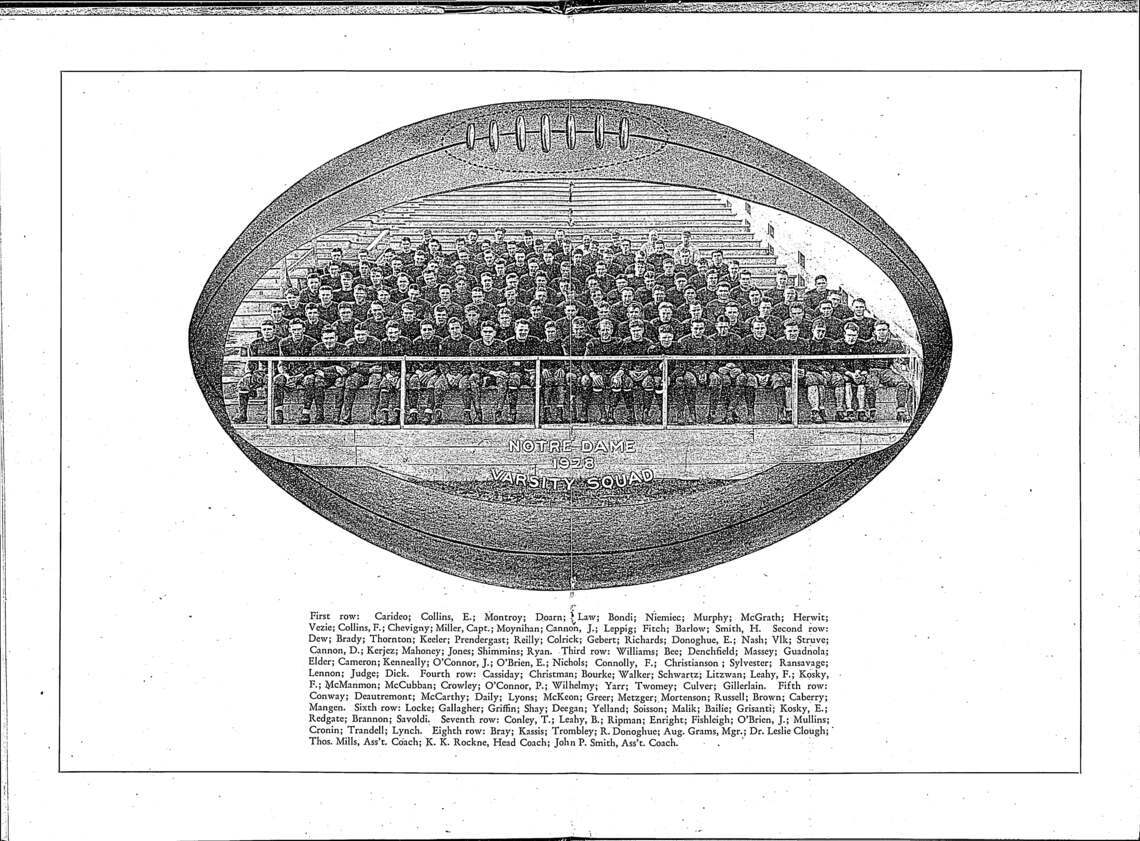 NOTRE DAME
1928
VARSITY SQUAD
First row: Carideo; Collins, E.; Montroy; Doarn; Law; Bondi; Niemiec; Murphy; McGrath; Herwit;
Vezie; Collins, F.; Chevigny; Miller, Capt.; Moynihan; Cannon, J.; Leppig; Fitch; Barlow; Smith, H. Second row:
Dew; Brady; Thornton; Keeler; Prendergast; Reilly; Colrick; Gebert; Richards; Donoghue, E.; Nash; Vlk; Struve;
Cannon, D.; Kerjez; Mahoney; Jones; Shimmins; Ryan. Third row: Williams; Bee; Denchfield; Massey; Guadnola;
Elder; Cameron; Kenneally; O'Connor, J.; O'Brien, E.; Nichols; Connolly, F.; Christianson; Sylvester; Ransavage;
Lennon; Judge; Dick. Fourth row: Cassiday; Christman; Bourke; Walker; Schwartz; Litzwan; Leahy, F.; Kosky,
F.; McMammon; McCubban; Crowley; O'Connor, P.; Wilhelmy; Yarr; Twomey; Culver; Gillerlain. Fifth row:
Conway; Deautremont; McCarthy; Daily; Lyons; McKeon; Greer; Metzger; Mortenson; Russell; Brown; Caberry;
Mangen. Sixth row: Locke; Gallagher; Griffin; Shay; Deegan; Yelland; Soisson; Malik; Bailie; Grisanti; Kosky, E.;
Redgate; Brannon; Savoldi. Seventh row: Conley, T.; Leahy, B.; Ripman; Enright; Fishleigh; O'Brien, J.; Mullins;
Cronin; Trandell; Lynch. Eighth row: Bray; Kassis; Trombley; R. Donoghue; Aug. Grams, Mgr.; Dr. Leslie Clough;
Thos. Mills, Ass't. Coach; K. K. Rockne, Head Coach; John P. Smith, Ass't. Coach.